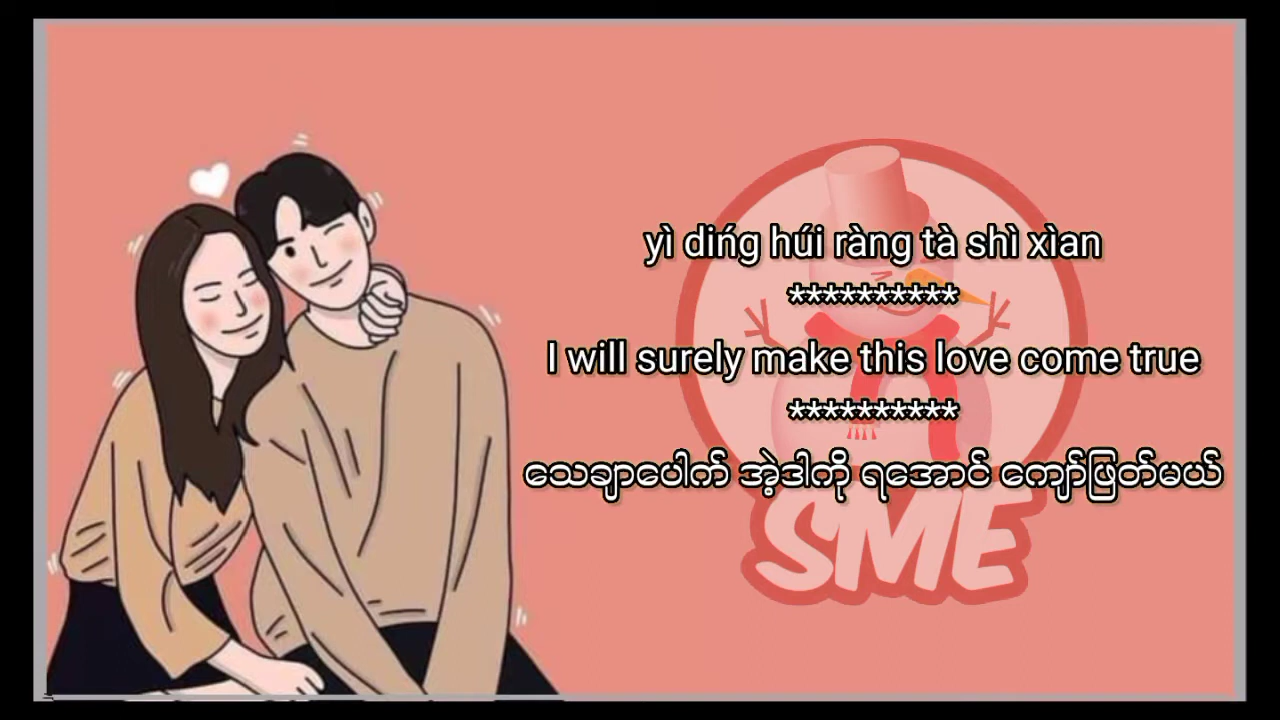 yì dińg húi ràng tà shì xìan
**********
I will surely make this love come true
**********
သေချာပေါက် အဲ့ဒါကို ရအောင် ကျော်ဖြတ်မယ်
SME